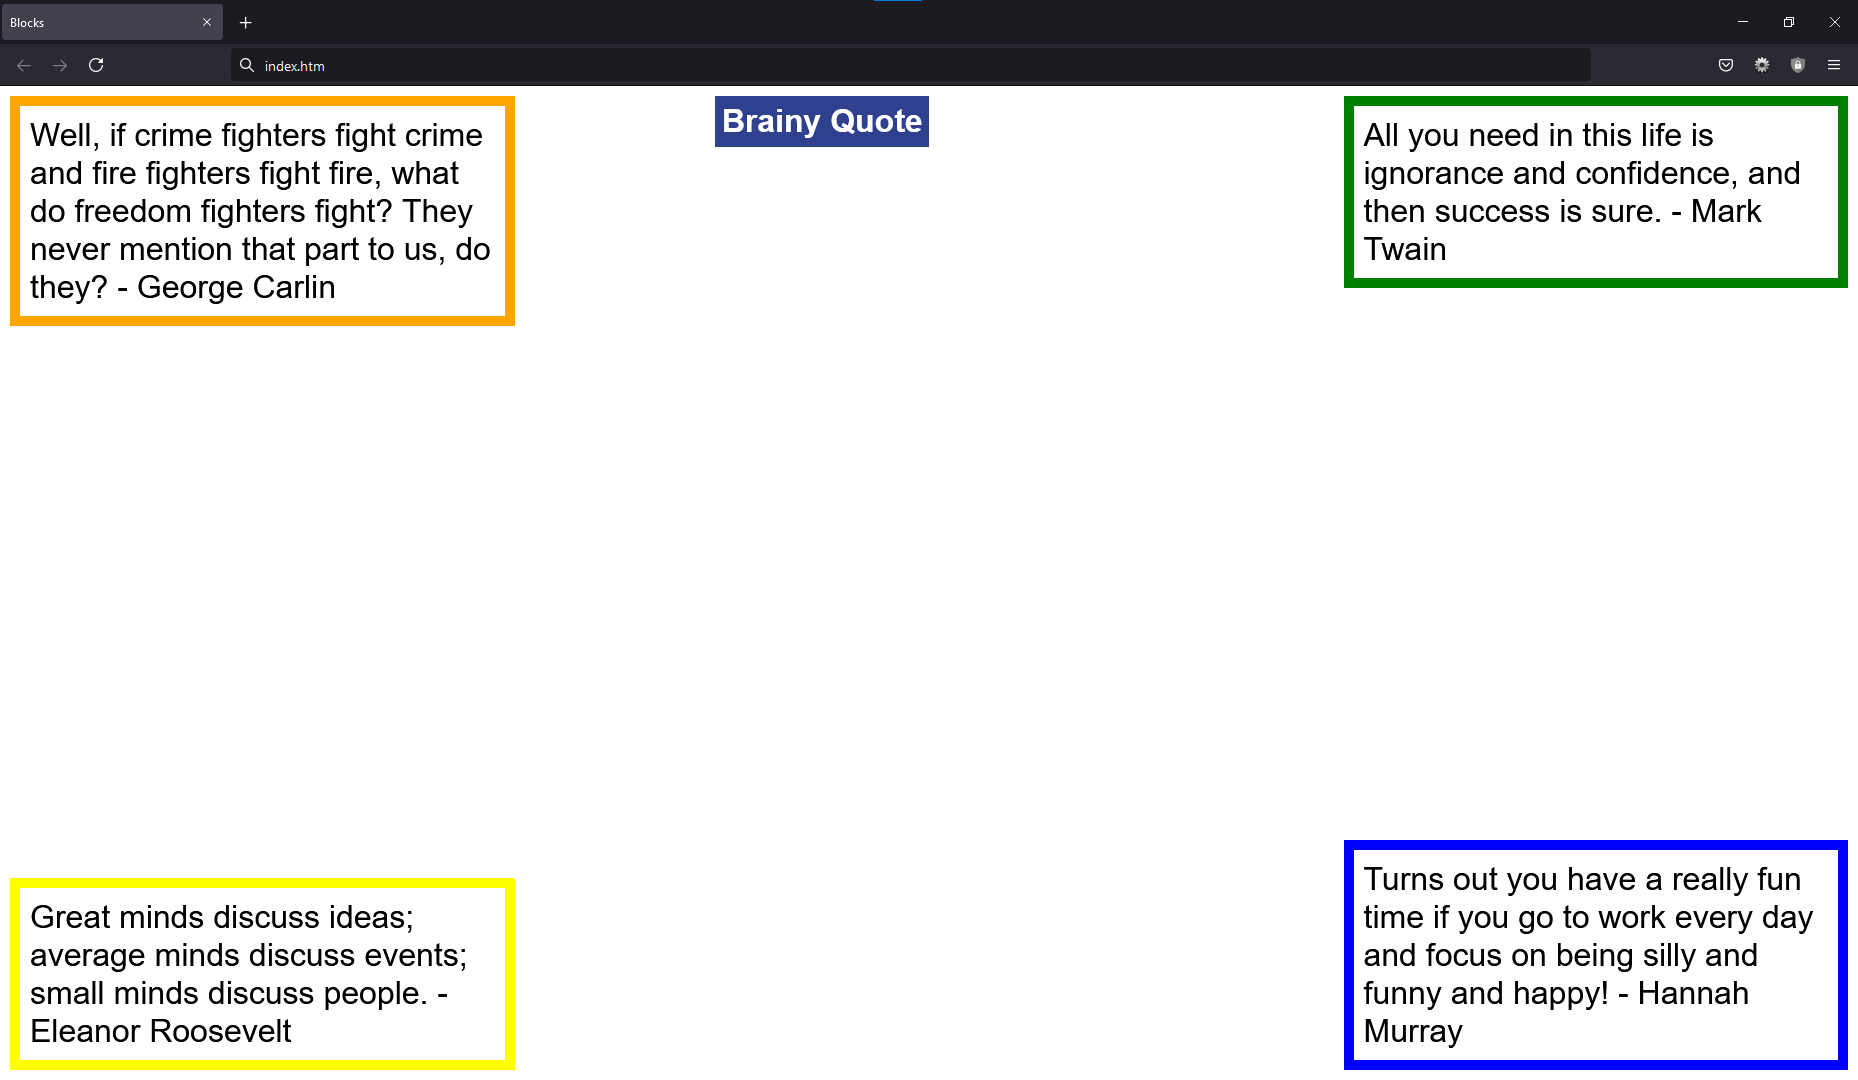 Blocks
index.htm
Well, if crime fighters fight crime
and fire fighters fight fire, what
do freedom fighters fight? They
never mention that part to us, do
they? - George Carlin
Brainy Quote
All you need in this life is
ignorance and confidence, and
then success is sure. - Mark
Twain
Great minds discuss ideas;
average minds discuss events;
small minds discuss people. -
Eleanor Roosevelt
Turns out you have a really fun
time if you go to work every day
and focus on being silly and
funny and happy! - Hannah
Murray